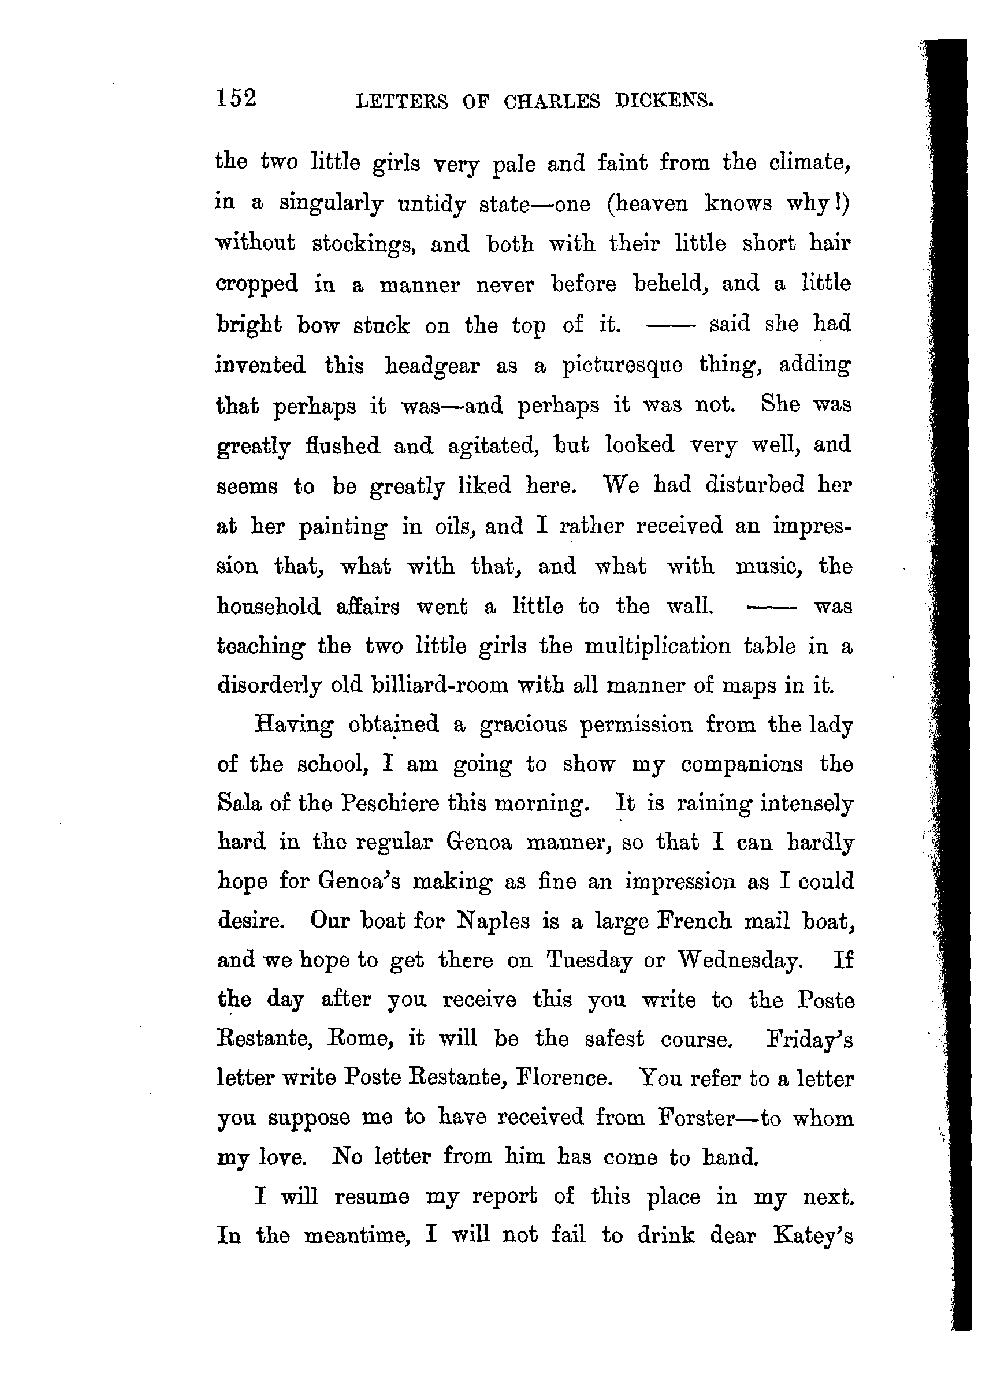 152 LETTERS OF CHARLES DICKENS.
the two little girls very pale and faint from the climate,
in a singularly untidy state—one (heaven knows why!)
without stockings, and both with their little short hair
cropped in a manner never before beheld, and a little
bright bow stuck on the top of it. —— said she had
invented this headgear as a picturesque thing, adding
that perhaps it was—and perhaps it was not. She was
greatly flushed and agitated, but looked very well, and
seems to be greatly liked here. We had disturbed her
at her painting in oils, and I rather received an impres-
sion that, what with that, and what with music, the
household affairs went a little to the wall. —— was
teaching the two little girls the multiplication table in a
disorderly old billiard-room with all manner of maps in it.
Having obtained a gracious permission from the lady
of the school, I am going to show my companions the
Sala of the Peschiere this morning. It is raining intensely
hard in the regular Genoa manner, so that I can hardly
hope for Genoa's making as fine an impression as I could
desire. Our boat for Naples is a large French mail boat,
and we hope to get there on Tuesday or Wednesday. If
the day after you receive this you write to the Poste
Restante, Rome, it will be the safest course. Friday's
letter write Poste Restante, Florence. You refer to a letter
you suppose me to have received from Forster—to whom
my love. No letter from him has come to hand.
I will resume my report of this place in my next.
In the meantime, I will not fail to drink dear Katey's